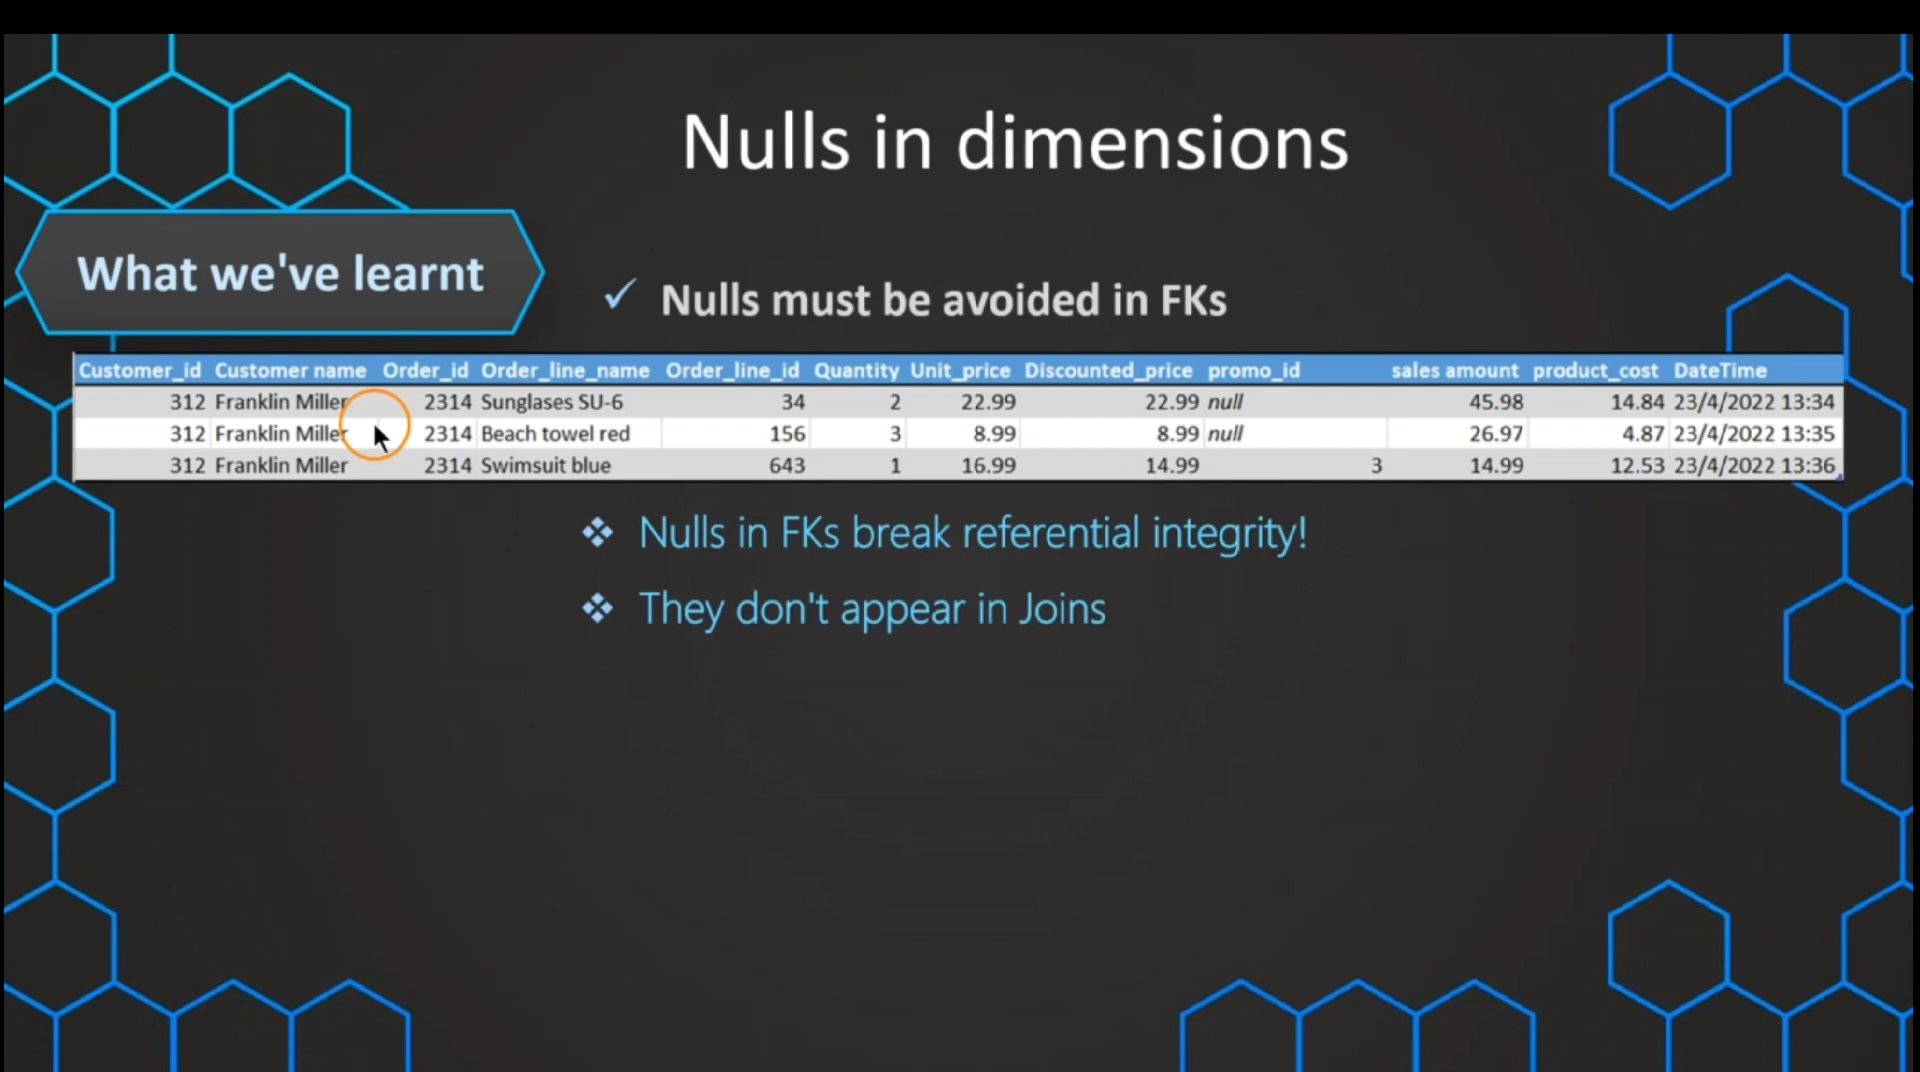 Nulls in dimensions
What we've learnt
✓ Nulls must be avoided in FKs
Customer_id Customer name Order_id Order_line_name Order_line_id Quantity Unit_price Discounted_price promo_id sales amount product_cost DateTime
312 Franklin Miller 2314 Sunglases SU-6 34 2 22.99 22.99 null 45.98 14.84 23/4/2022 13:34
312 Franklin Miller 2314 Beach towel red 156 3 8.99 8.99 null 26.97 4.87 23/4/2022 13:35
312 Franklin Miller 2314 Swimsuit blue 643 1 16.99 14.99 3 14.99 12.53 23/4/2022 13:36
❖ Nulls in FKs break referential integrity!
❖ They don't appear in Joins